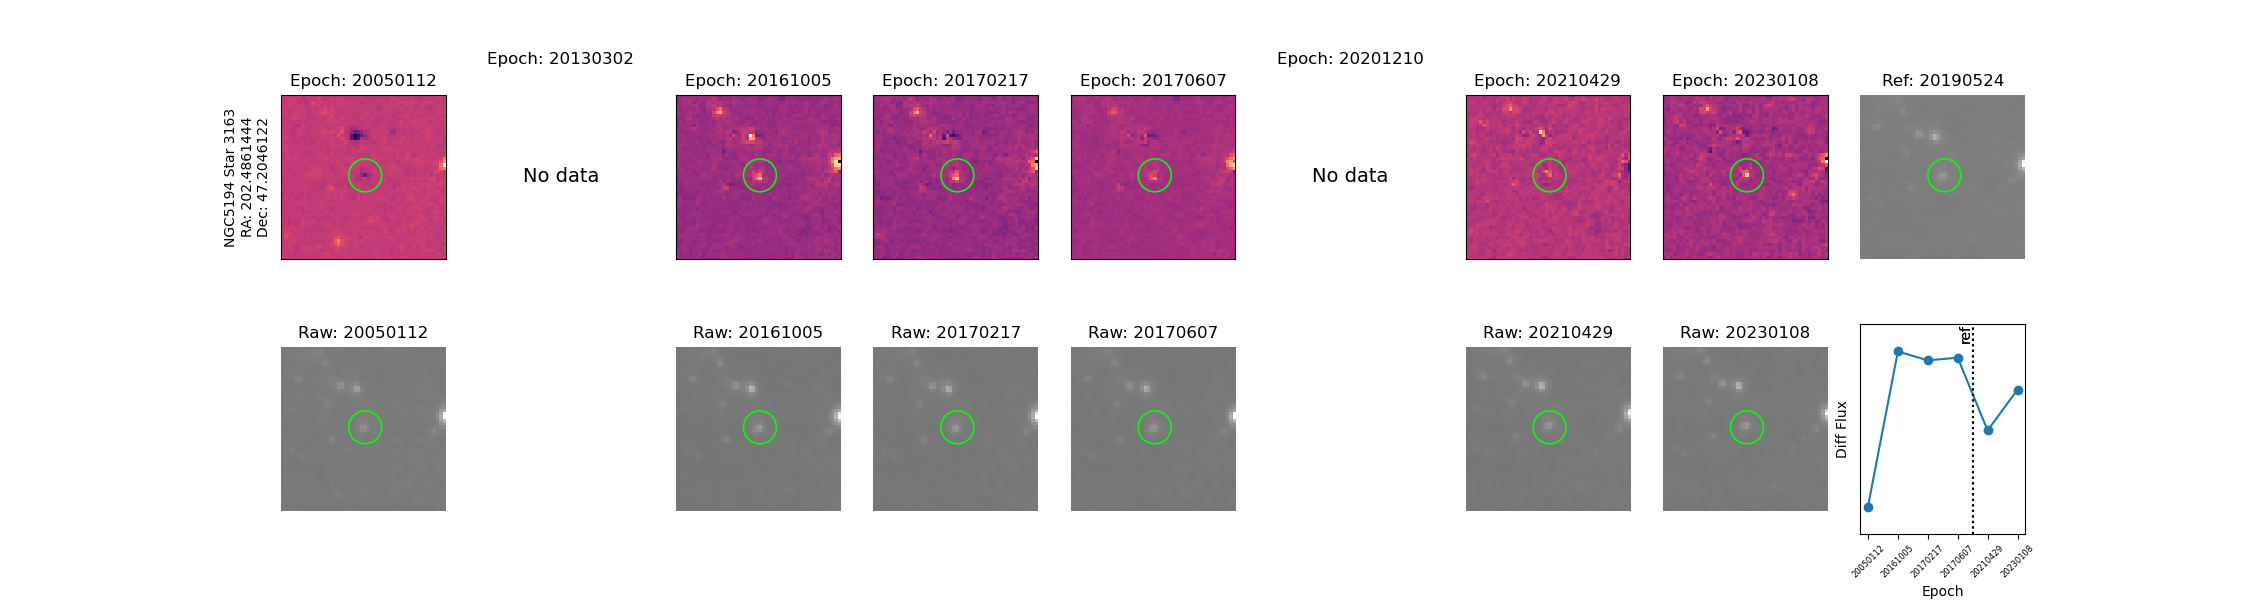 Epoch: 20130302
Epoch: 20201210
Epoch: 20050112
Epoch: 20161005
Epoch: 20170217
Epoch: 20170607
Epoch: 20210429
Epoch: 20230108
Ref: 20190524
NGC5194 Star 3163
RA: 202.4861444
Dec: 47.2046122
No data
No data
Raw: 20050112
Raw: 20161005
Raw: 20170217
Raw: 20170607
Raw: 20210429
Raw: 20230108
ref
Diff Flux
20050112
20161005
20170217
20170607
20210429
20230108
Epoch